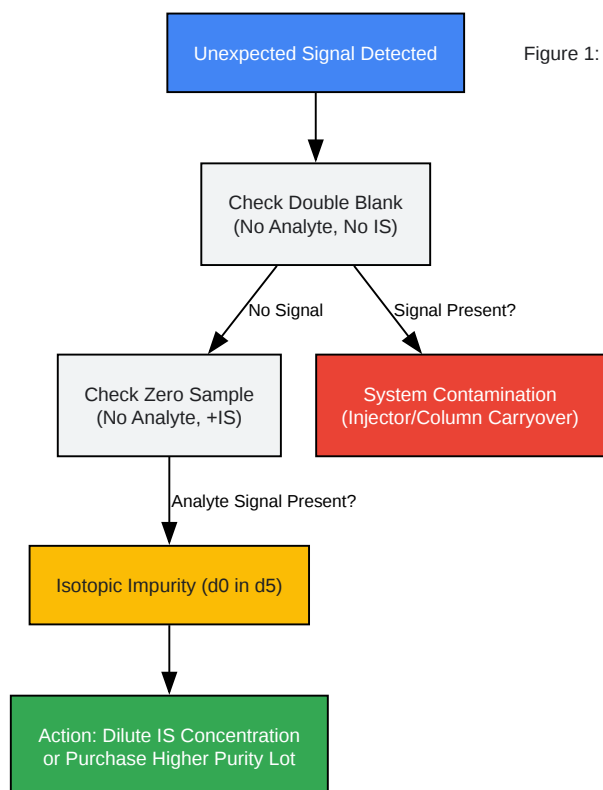 Unexpected Signal Detected
Figure 1:
Check Double Blank
(No Analyte, No IS)
No Signal
Signal Present?
Check Zero Sample
(No Analyte, +IS)
System Contamination
(Injector/Column Carryover)
Analyte Signal Present?
Isotopic Impurity (d0 in d5)
Action: Dilute IS Concentration
or Purchase Higher Purity Lot